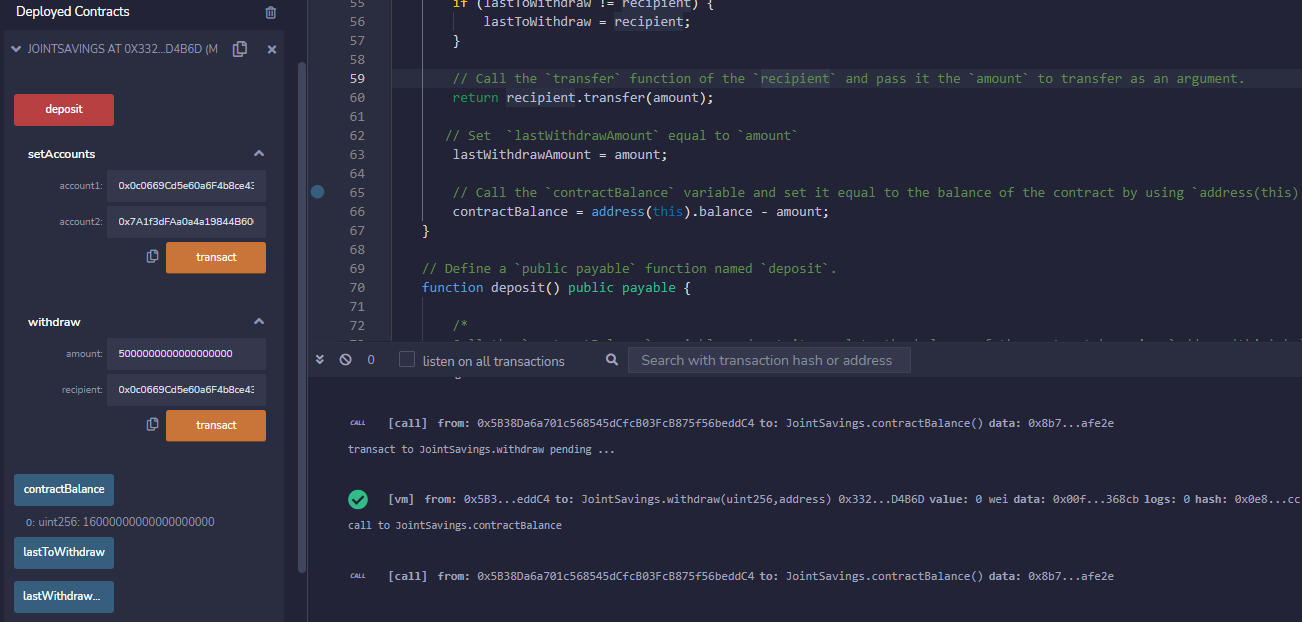 Deployed Contracts
JOINTSAVINGS AT 0X332...D4B6D (M
deposit
setAccounts
account1: 0x0c0669Cd5e60a6F4b8ce43
account2: 0x7A1f3dFAa0a4a19844B60
transact
withdraw
amount: 5000000000000000000
recipient: 0x0c0669Cd5e60a6F4b8ce43
transact
contractBalance
0: uint256: 16000000000000000000
lastToWithdraw
lastWithdraw...
55 if (lastToWithdraw != recipient) {
56 lastToWithdraw = recipient;
57 }
58
59 // Call the `transfer` function of the `recipient` and pass it the `amount` to transfer as an argument.
60 return recipient.transfer(amount);
61
62 // Set  `lastWithdrawAmount` equal to `amount`
63 lastWithdrawAmount = amount;
64
65 // Call the `contractBalance` variable and set it equal to the balance of the contract by using `address(this)
66 contractBalance = address(this).balance - amount;
67 }
68
69 // Define a `public payable` function named `deposit`.
70 function deposit() public payable {
71
72 /*
0 listen on all transactions Search with transaction hash or address
CALL [call] from: 0x5B38Da6a701c568545dCfcB03FcB875f56beddC4 to: JointSavings.contractBalance() data: 0x8b7...afe2e
transact to JointSavings.withdraw pending ...
[vm] from: 0x5B3...eddC4 to: JointSavings.withdraw(uint256,address) 0x332...D4B6D value: 0 wei data: 0x00f...368cb logs: 0 hash: 0x0e8...cc
call to JointSavings.contractBalance
CALL [call] from: 0x5B38Da6a701c568545dCfcB03FcB875f56beddC4 to: JointSavings.contractBalance() data: 0x8b7...afe2e